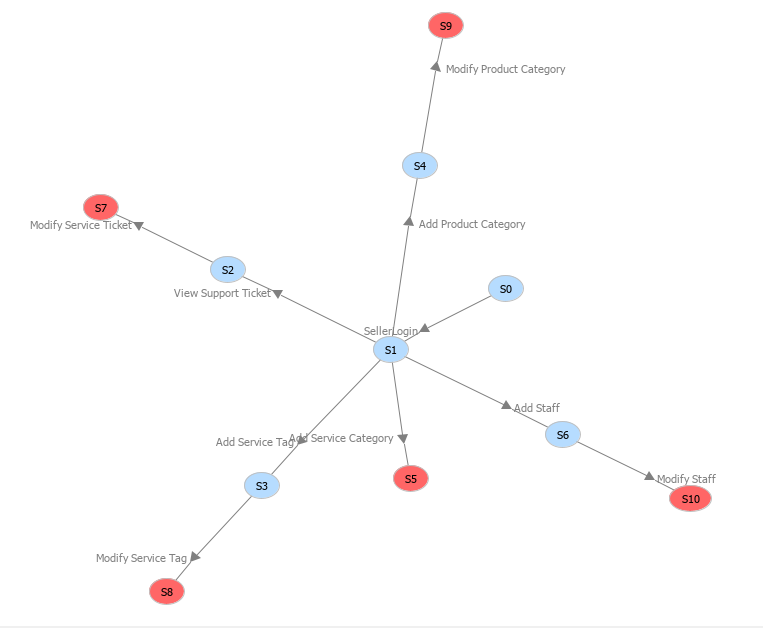 S9
Modify Product Category
S4
S7
Modify Service Ticket
Add Product Category
S2
View Support Ticket
S0
SellerLogin
S1
Add Staff
S6
Add Service Tag
Add Service Category
S5
Modify Staff
S10
S3
Modify Service Tag
S8